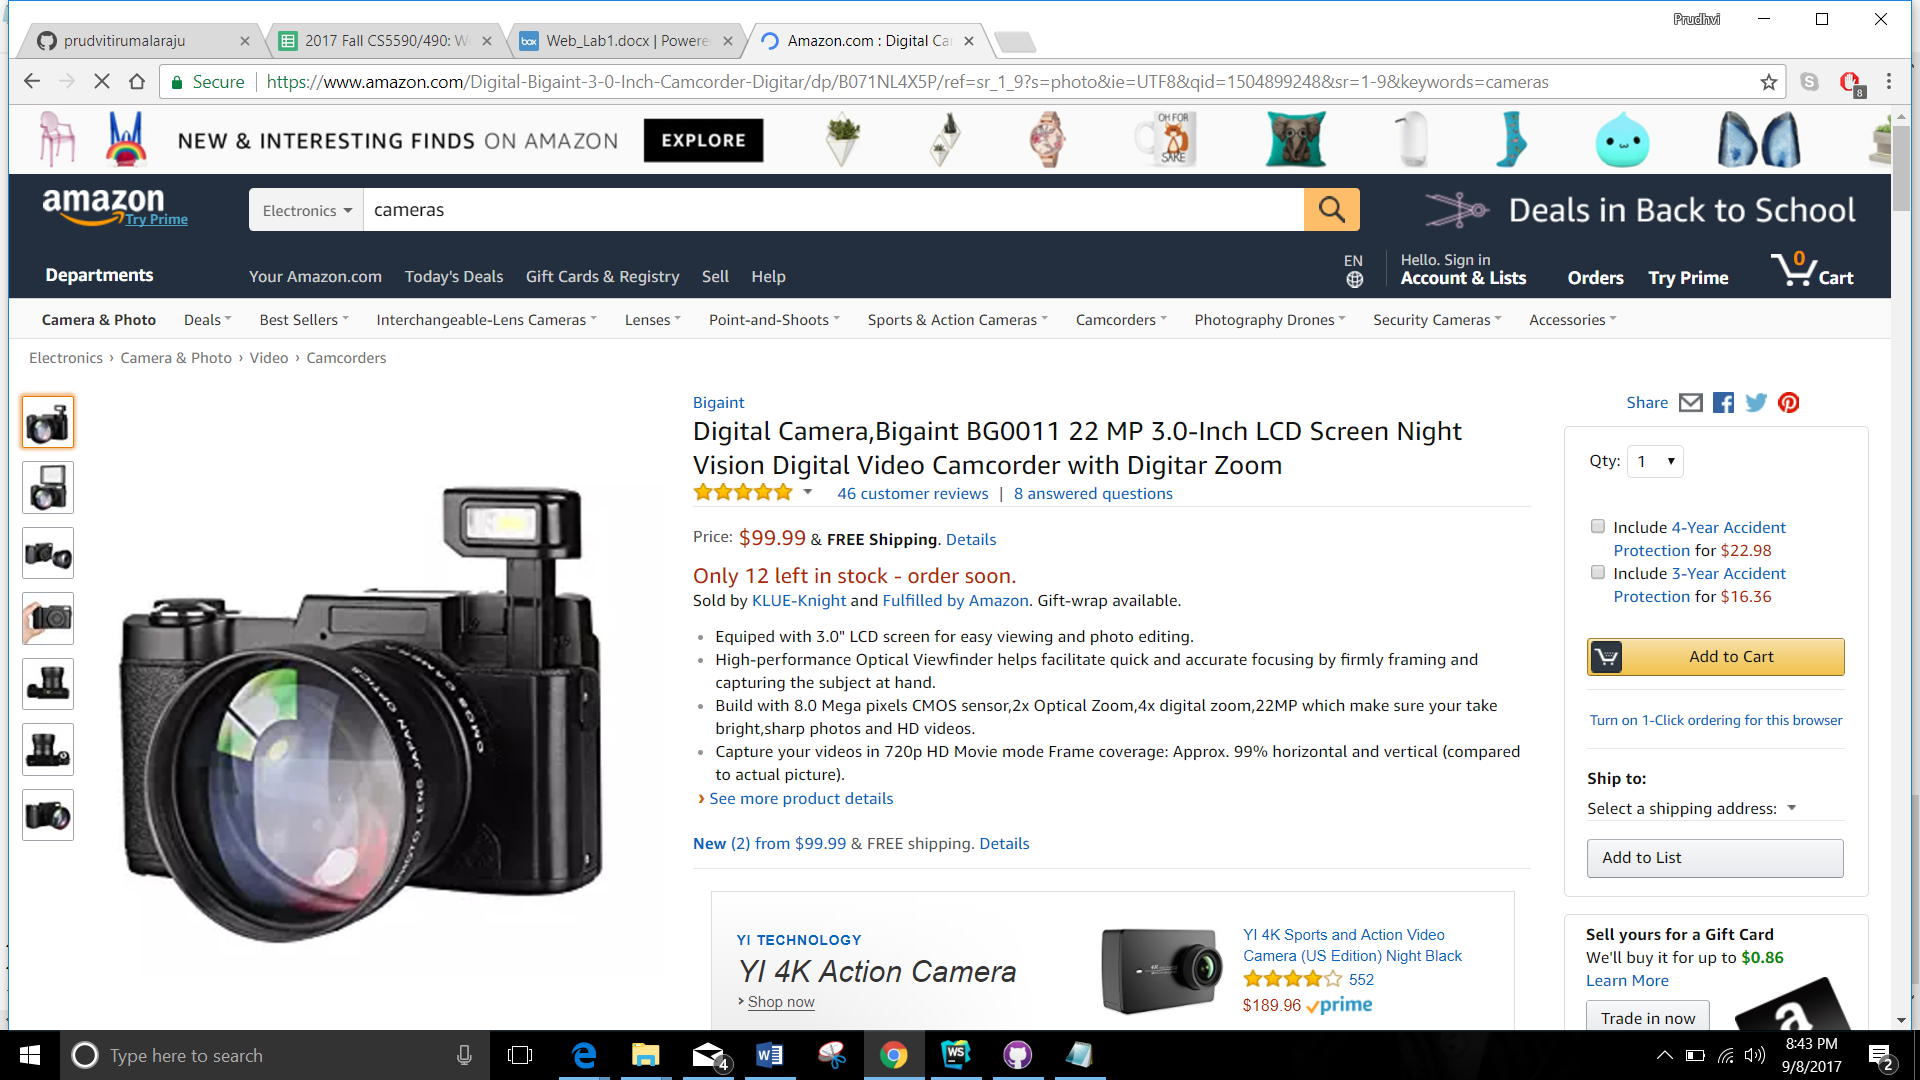 Prudhvi
prudvitirumalaraju
2017 Fall CS5590/490: We
Web_Lab1.docx | Powere
Amazon.com : Digital Ca
Secure
https://www.amazon.com/Digital-Bigaint-3-0-Inch-Camcorder-Digitar/dp/B071NL4X5P/ref=sr_1_9?s=photo&ie=UTF8&qid=1504899248&sr=1-9&keywords=cameras
8
NEW & INTERESTING FINDS ON AMAZON
EXPLORE
OH FOR
SAKE
amazon
Try Prime
Electronics
cameras
Deals in Back to School
Departments
Your Amazon.com
Today's Deals
Gift Cards & Registry
Sell
Help
EN
Hello. Sign in
Account & Lists
Orders
Try Prime
0
Cart
Camera & Photo
Deals
Best Sellers
Interchangeable-Lens Cameras
Lenses
Point-and-Shoots
Sports & Action Cameras
Camcorders
Photography Drones
Security Cameras
Accessories
Electronics › Camera & Photo › Video › Camcorders
Bigaint
Digital Camera,Bigaint BG0011 22 MP 3.0-Inch LCD Screen Night
Vision Digital Video Camcorder with Digitar Zoom
46 customer reviews | 8 answered questions
Price: $99.99 & FREE Shipping. Details
Only 12 left in stock - order soon.
Sold by KLUE-Knight and Fulfilled by Amazon. Gift-wrap available.
Equiped with 3.0" LCD screen for easy viewing and photo editing.
High-performance Optical Viewfinder helps facilitate quick and accurate focusing by firmly framing and
capturing the subject at hand.
Build with 8.0 Mega pixels CMOS sensor,2x Optical Zoom,4x digital zoom,22MP which make sure your take
bright,sharp photos and HD videos.
Capture your videos in 720p HD Movie mode Frame coverage: Approx. 99% horizontal and vertical (compared
to actual picture).
› See more product details
New (2) from $99.99 & FREE shipping. Details
YI TECHNOLOGY
YI 4K Action Camera
› Shop now
YI 4K Sports and Action Video
Camera (US Edition) Night Black
552
$189.96 prime
Share
Qty: 1
Include 4-Year Accident
Protection for $22.98
Include 3-Year Accident
Protection for $16.36
Add to Cart
Turn on 1-Click ordering for this browser
Ship to:
Select a shipping address:
Add to List
Sell yours for a Gift Card
We'll buy it for up to $0.86
Learn More
Trade in now
a
CMOS CAMERA
JAPAN OPTICS
Type here to search
4
WS
8:43 PM
9/8/2017
2